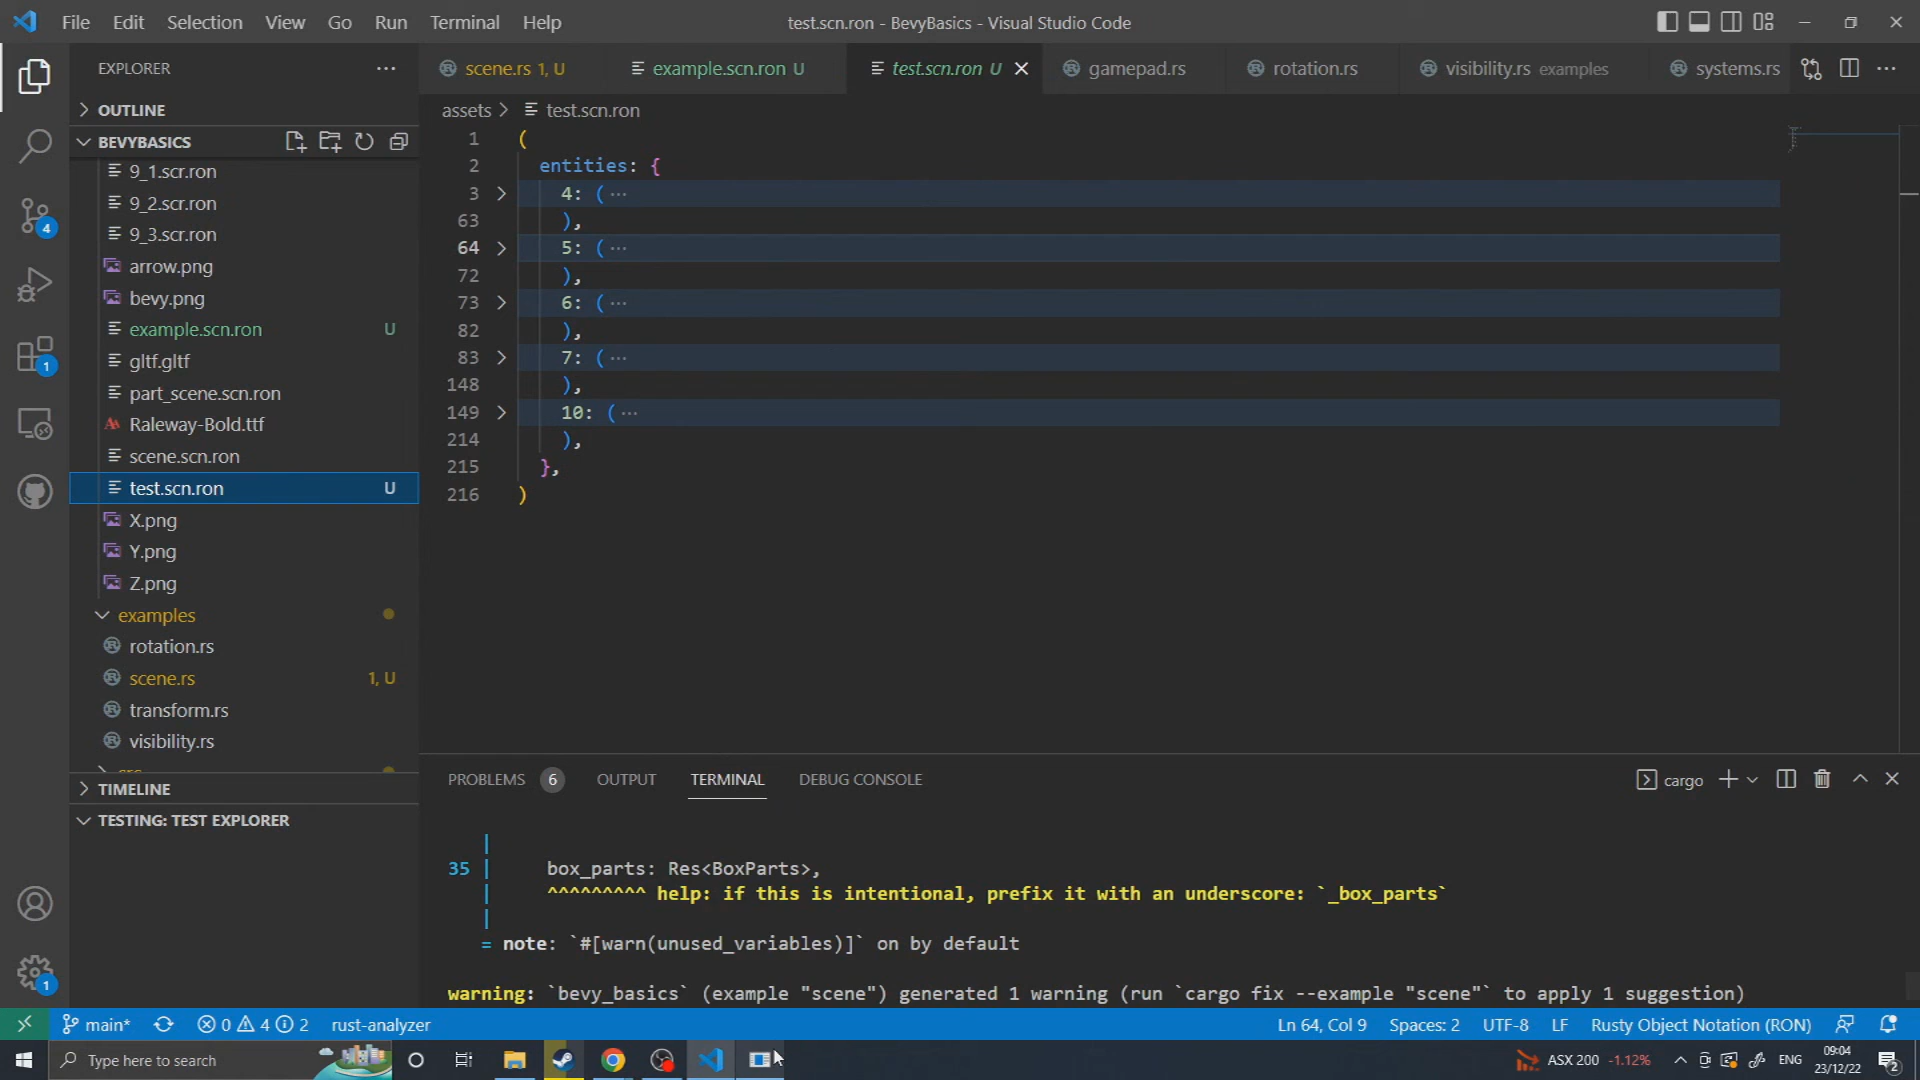 File Edit Selection View Go Run Terminal Help
test.scn.ron - BevyBasics - Visual Studio Code
EXPLORER
OUTLINE
BEVYBASICS
9_1.scr.ron
9_2.scr.ron
9_3.scr.ron
arrow.png
bevy.png
example.scn.ron U
gltf.gltf
part_scene.scn.ron
Raleway-Bold.ttf
scene.scn.ron
test.scn.ron U
X.png
Y.png
Z.png
examples
rotation.rs
scene.rs 1, U
transform.rs
visibility.rs
TIMELINE
TESTING: TEST EXPLORER
4
1
1
scene.rs 1, U
example.scn.ron U
test.scn.ron U
gamepad.rs
rotation.rs
visibility.rs examples
systems.rs
assets > test.scn.ron
1 (
2 entities: {
3 4: ( ...
63 ),
64 5: ( ...
72 ),
73 6: ( ...
82 ),
83 7: ( ...
148 ),
149 10: ( ...
214 ),
215 },
216 )
PROBLEMS 6 OUTPUT TERMINAL DEBUG CONSOLE
cargo
|
35 | box_parts: Res<BoxParts>,
| ^^^^^^^^^ help: if this is intentional, prefix it with an underscore: `_box_parts`
|
= note: `#[warn(unused_variables)]` on by default
warning: `bevy_basics` (example "scene") generated 1 warning (run `cargo fix --example "scene"` to apply 1 suggestion)
main* 0 4 2 rust-analyzer
Ln 64, Col 9 Spaces: 2 UTF-8 LF Rusty Object Notation (RON)
Type here to search
ASX 200 -1.12%
ENG
09:04
23/12/22
2